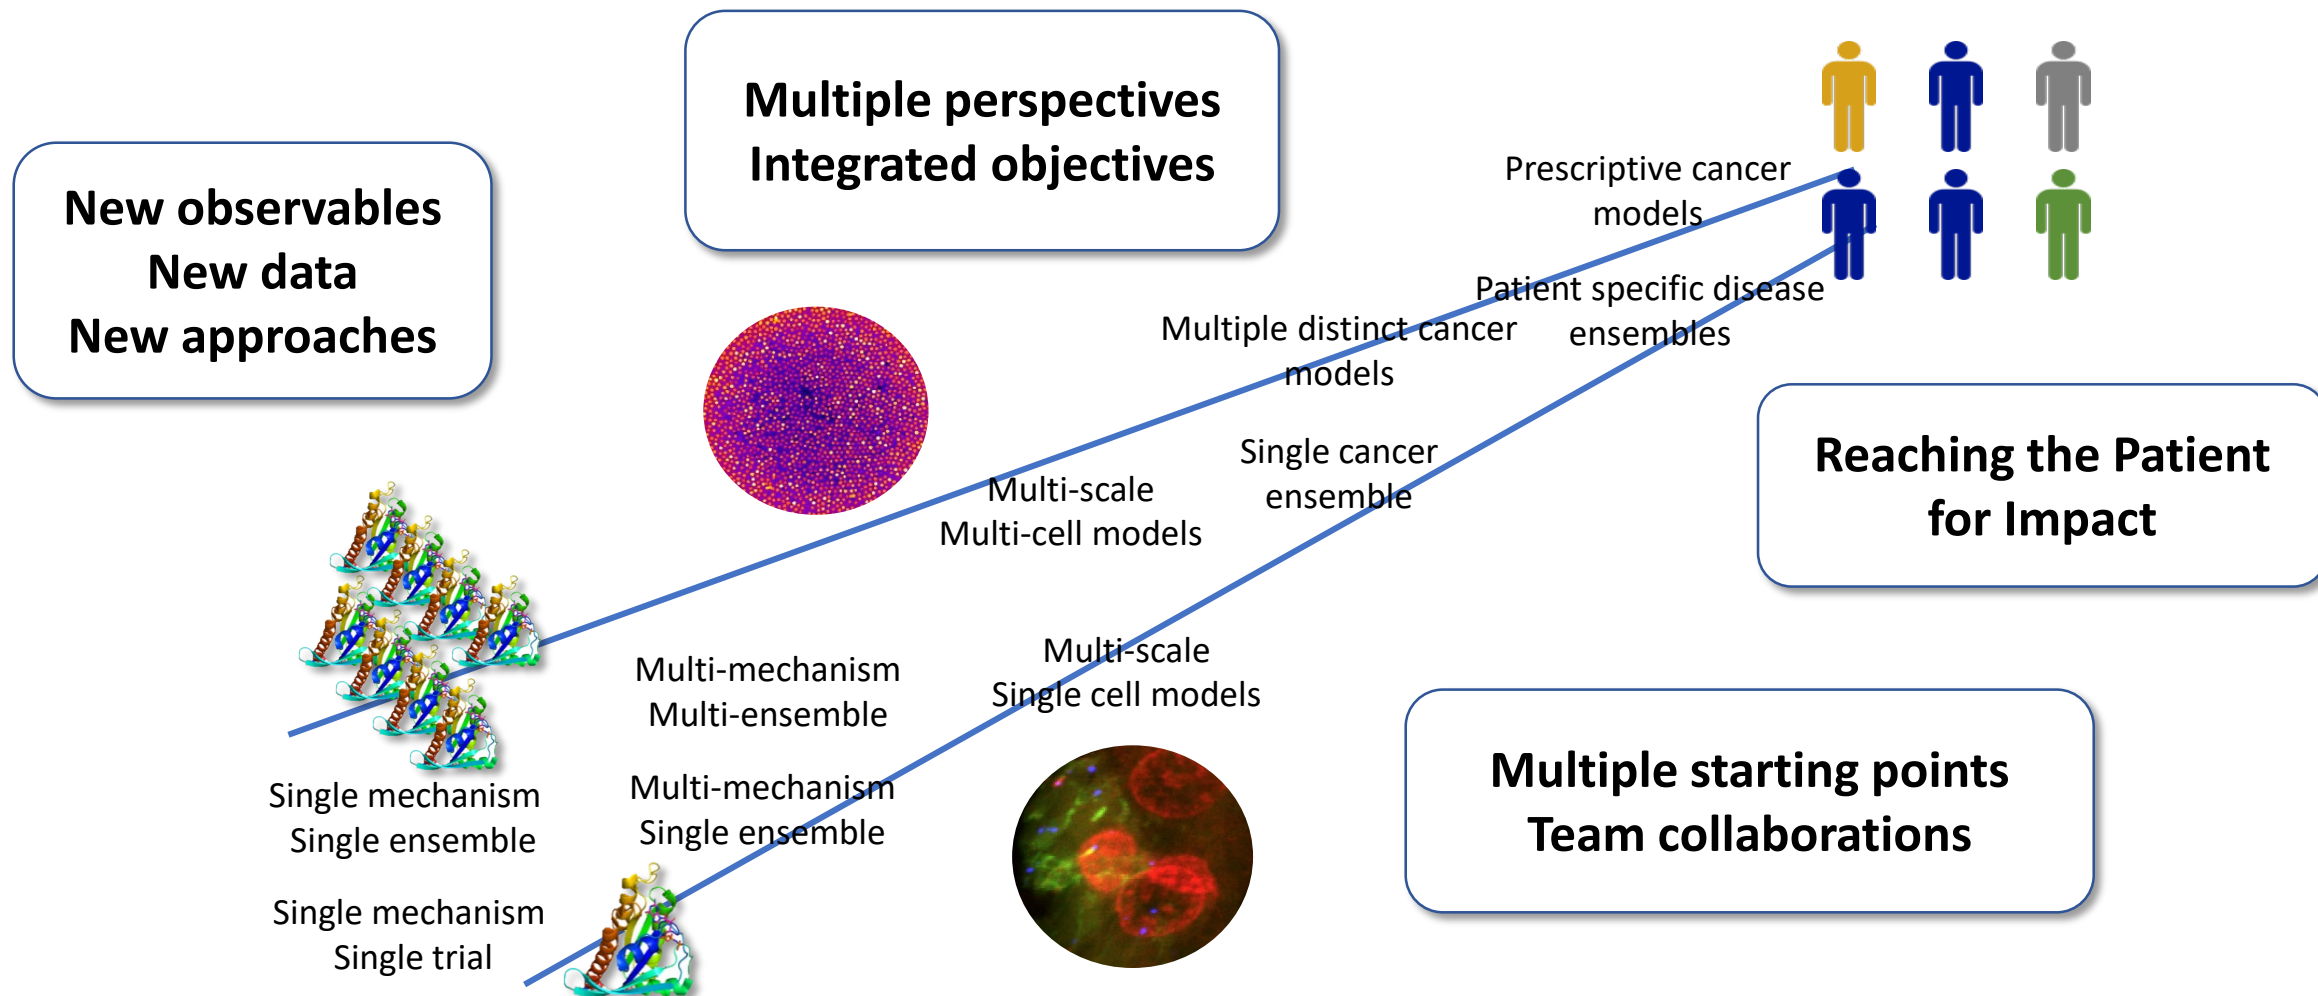 Multiple perspectives
Integrated objectives
New observables
New data
New approaches
Prescriptive cancer
models
Patient specific disease
ensembles
Multiple distinct cancer
models
Reaching the Patient
for Impact
Single cancer
ensemble
Multi-scale
Multi-cell models
Multi-scale
Single cell models
Multi-mechanism
Multi-ensemble
Multiple starting points
Team collaborations
Single mechanism
Single ensemble
Multi-mechanism
Single ensemble
Single mechanism
Single trial